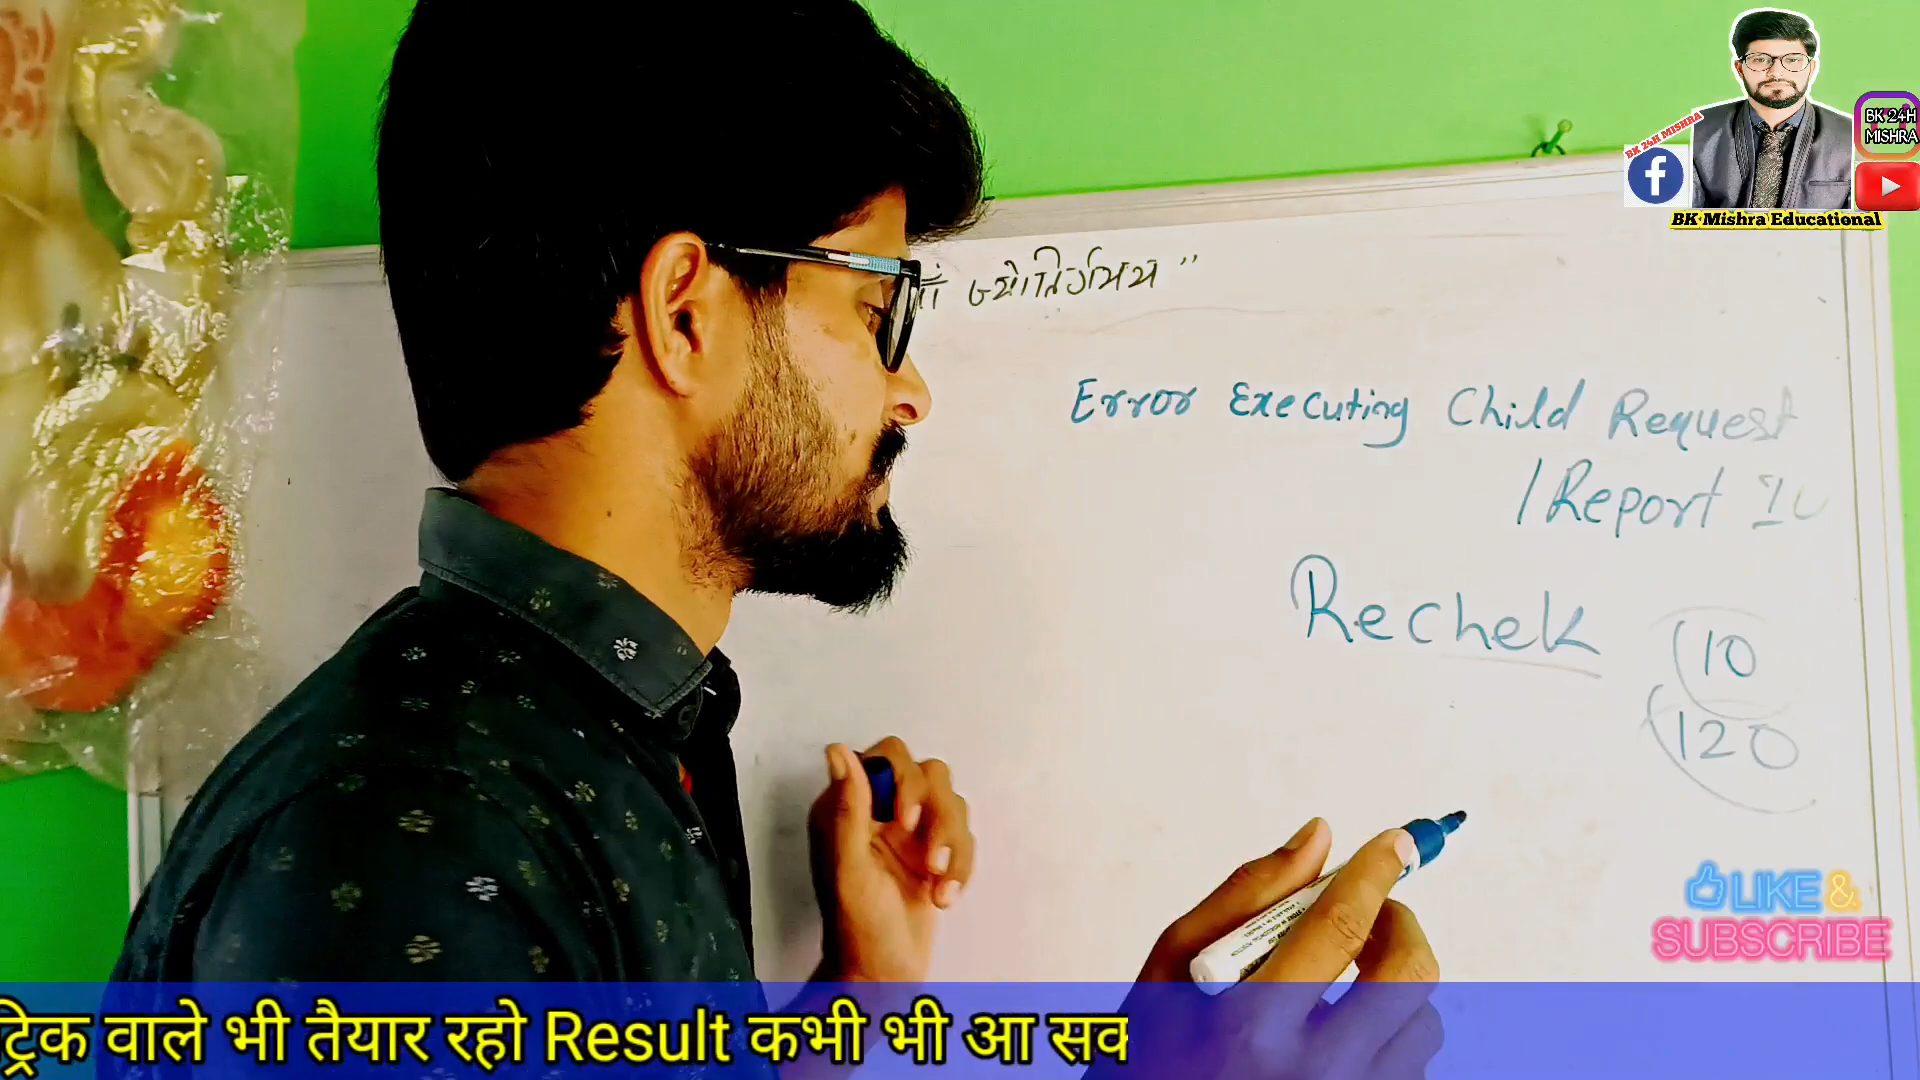 BK 24H MISHRA
BK 24H
MISHRA
BK Mishra Educational
ज्योतिर्गमय "
Error Executing Child Request
/Report
Rechek
10
120
LIKE &
SUBSCRIBE
ट्रिक वाले भी तैयार रहो Result कभी भी आ सक